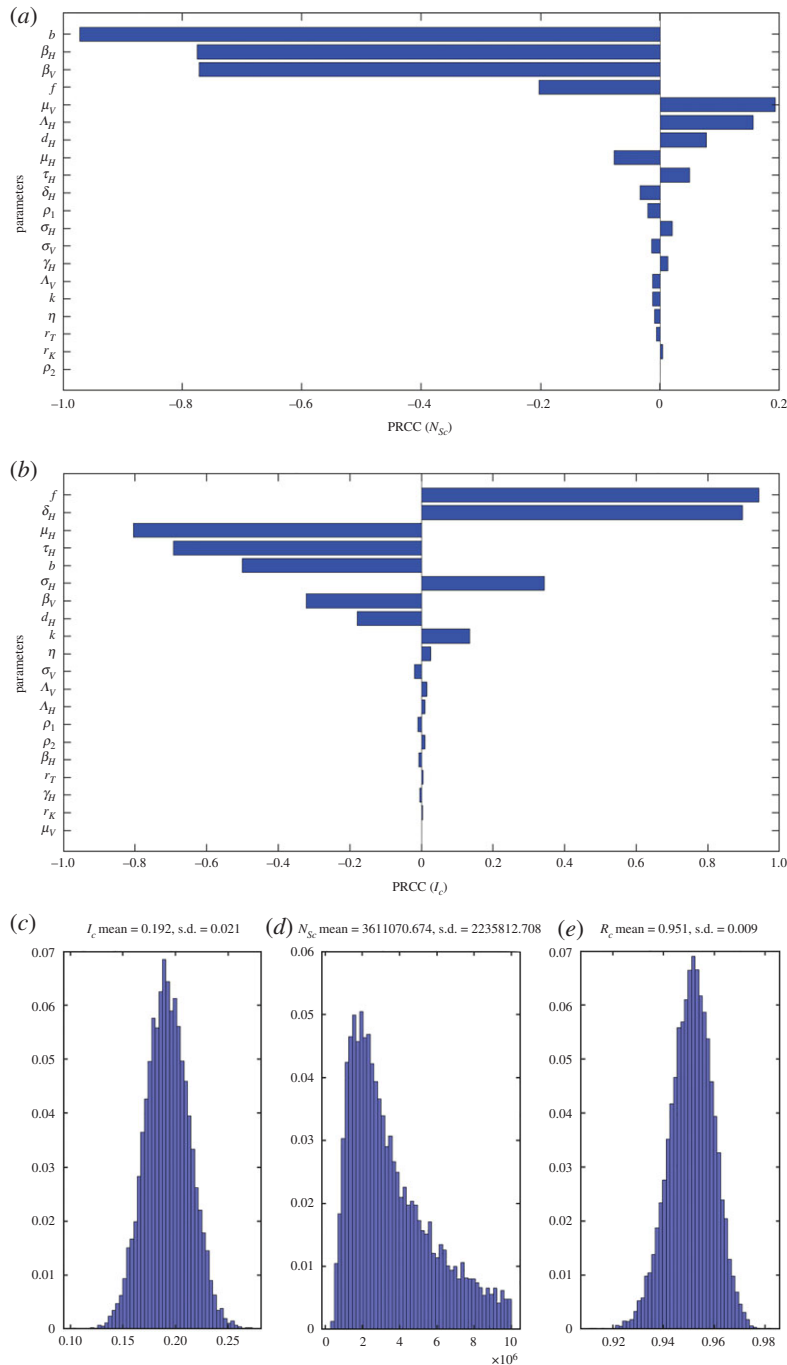 (a)
b
β_H
β_V
f
μ_V
Λ_H
d_H
μ_H
τ_H
δ_H
ρ_1
σ_H
σ_V
γ_H
Λ_V
k
η
r_T
r_K
ρ_2
parameters
–1.0 –0.8 –0.6 –0.4 –0.2 0 0.2
PRCC (N_Sc)
(b)
f
δ_H
μ_H
τ_H
b
σ_H
β_V
d_H
k
η
σ_V
Λ_V
Λ_H
ρ_1
ρ_2
β_H
r_T
γ_H
r_K
μ_V
parameters
–1.0 –0.8 –0.6 –0.4 –0.2 0 0.2 0.4 0.6 0.8 1.0
PRCC (I_c)
(c) I_c mean = 0.192, s.d. = 0.021
0.07
0.06
0.05
0.04
0.03
0.02
0.01
0
0.10 0.15 0.20 0.25
(d) N_Sc mean = 3611070.674, s.d. = 2235812.708
0.06
0.05
0.04
0.03
0.02
0.01
0
0 2 4 6 8 10
×10^6
(e) R_c mean = 0.951, s.d. = 0.009
0.07
0.06
0.05
0.04
0.03
0.02
0.01
0
0.92 0.94 0.96 0.98